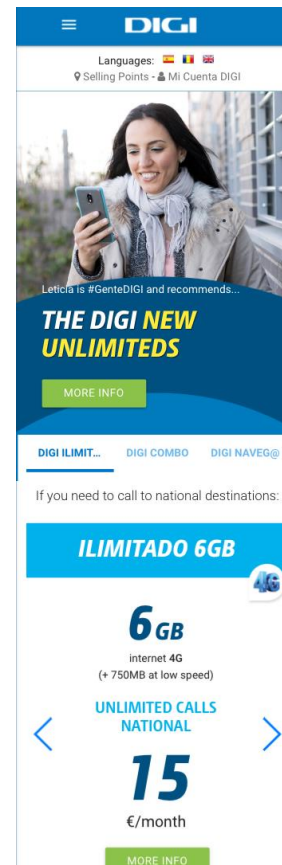 DIGI
Languages:
Selling Points - Mi Cuenta DIGI
Leticia is #GenteDIGI and recommends...
THE DIGI NEW
UNLIMITEDS
MORE INFO
DIGI ILIMIT... DIGI COMBO DIGI NAVEG@
If you need to call to national destinations:
ILIMITADO 6GB
4G
6GB
internet 4G
(+ 750MB at low speed)
UNLIMITED CALLS
NATIONAL
15
€/month
MORE INFO